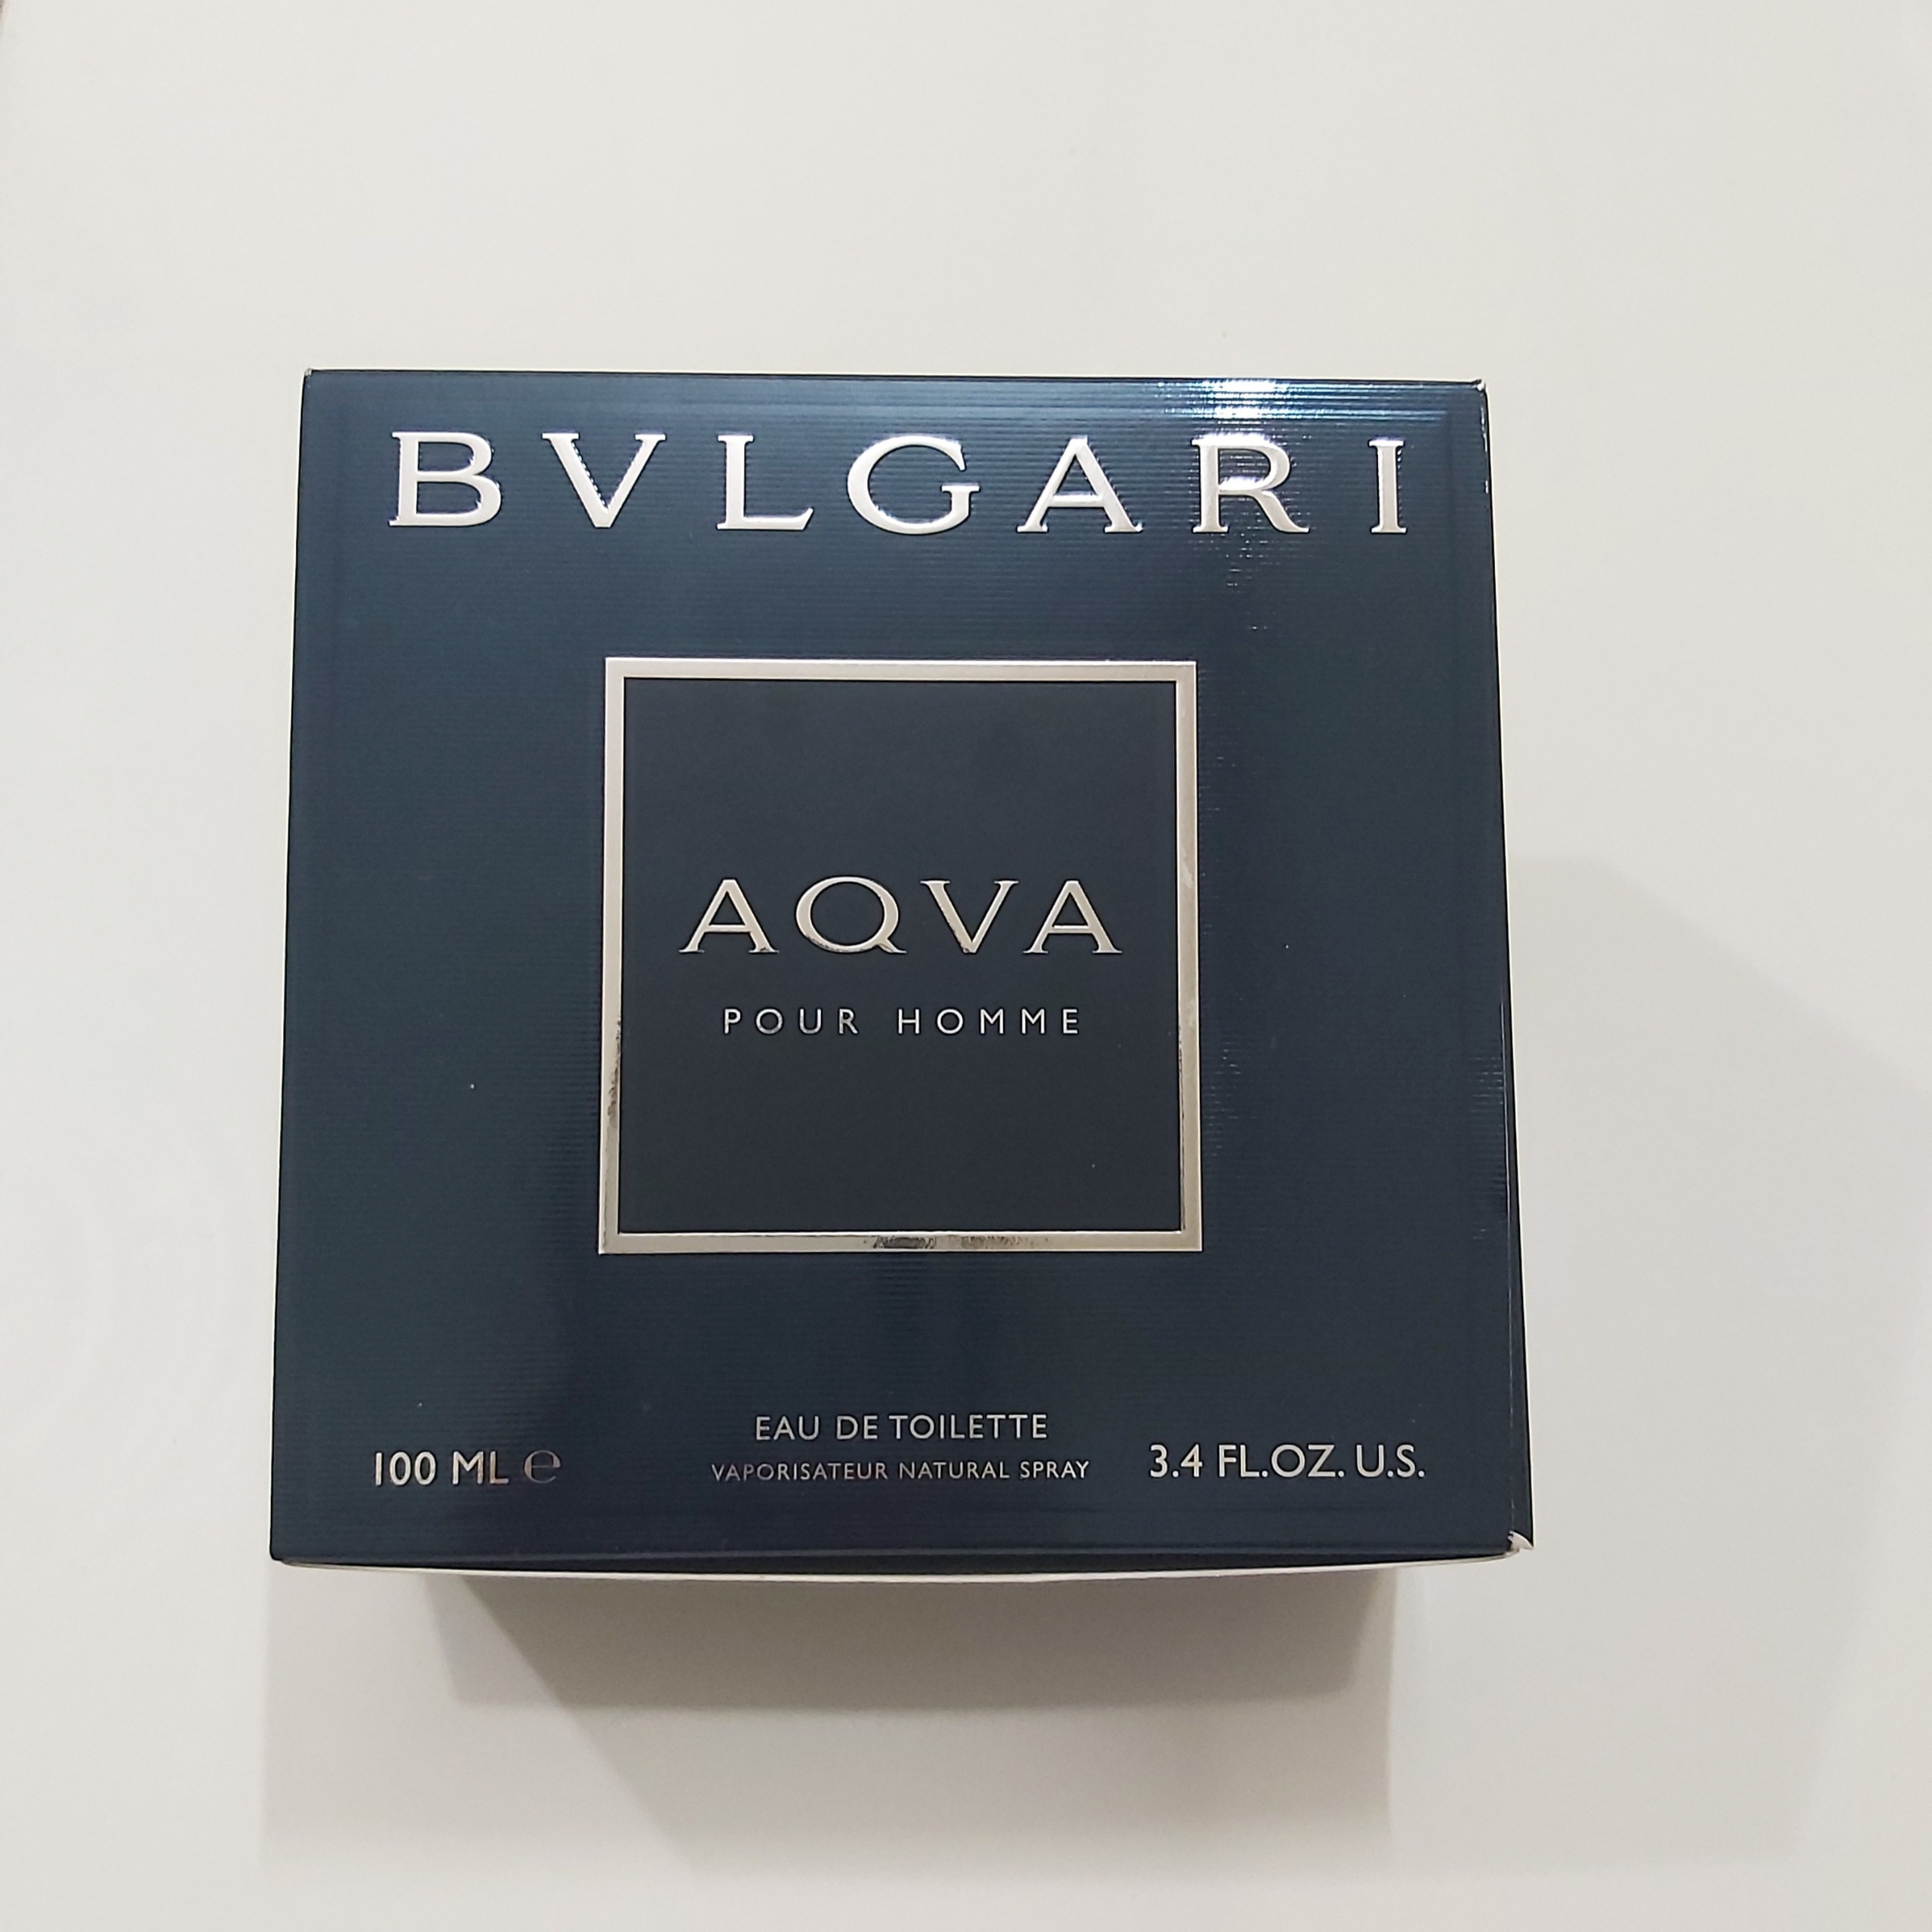 BVLGARI
AQVA
POUR HOMME
EAU DE TOILETTE
100 ML ℮
VAPORISATEUR NATURAL SPRAY
3.4 FL.OZ. U.S.